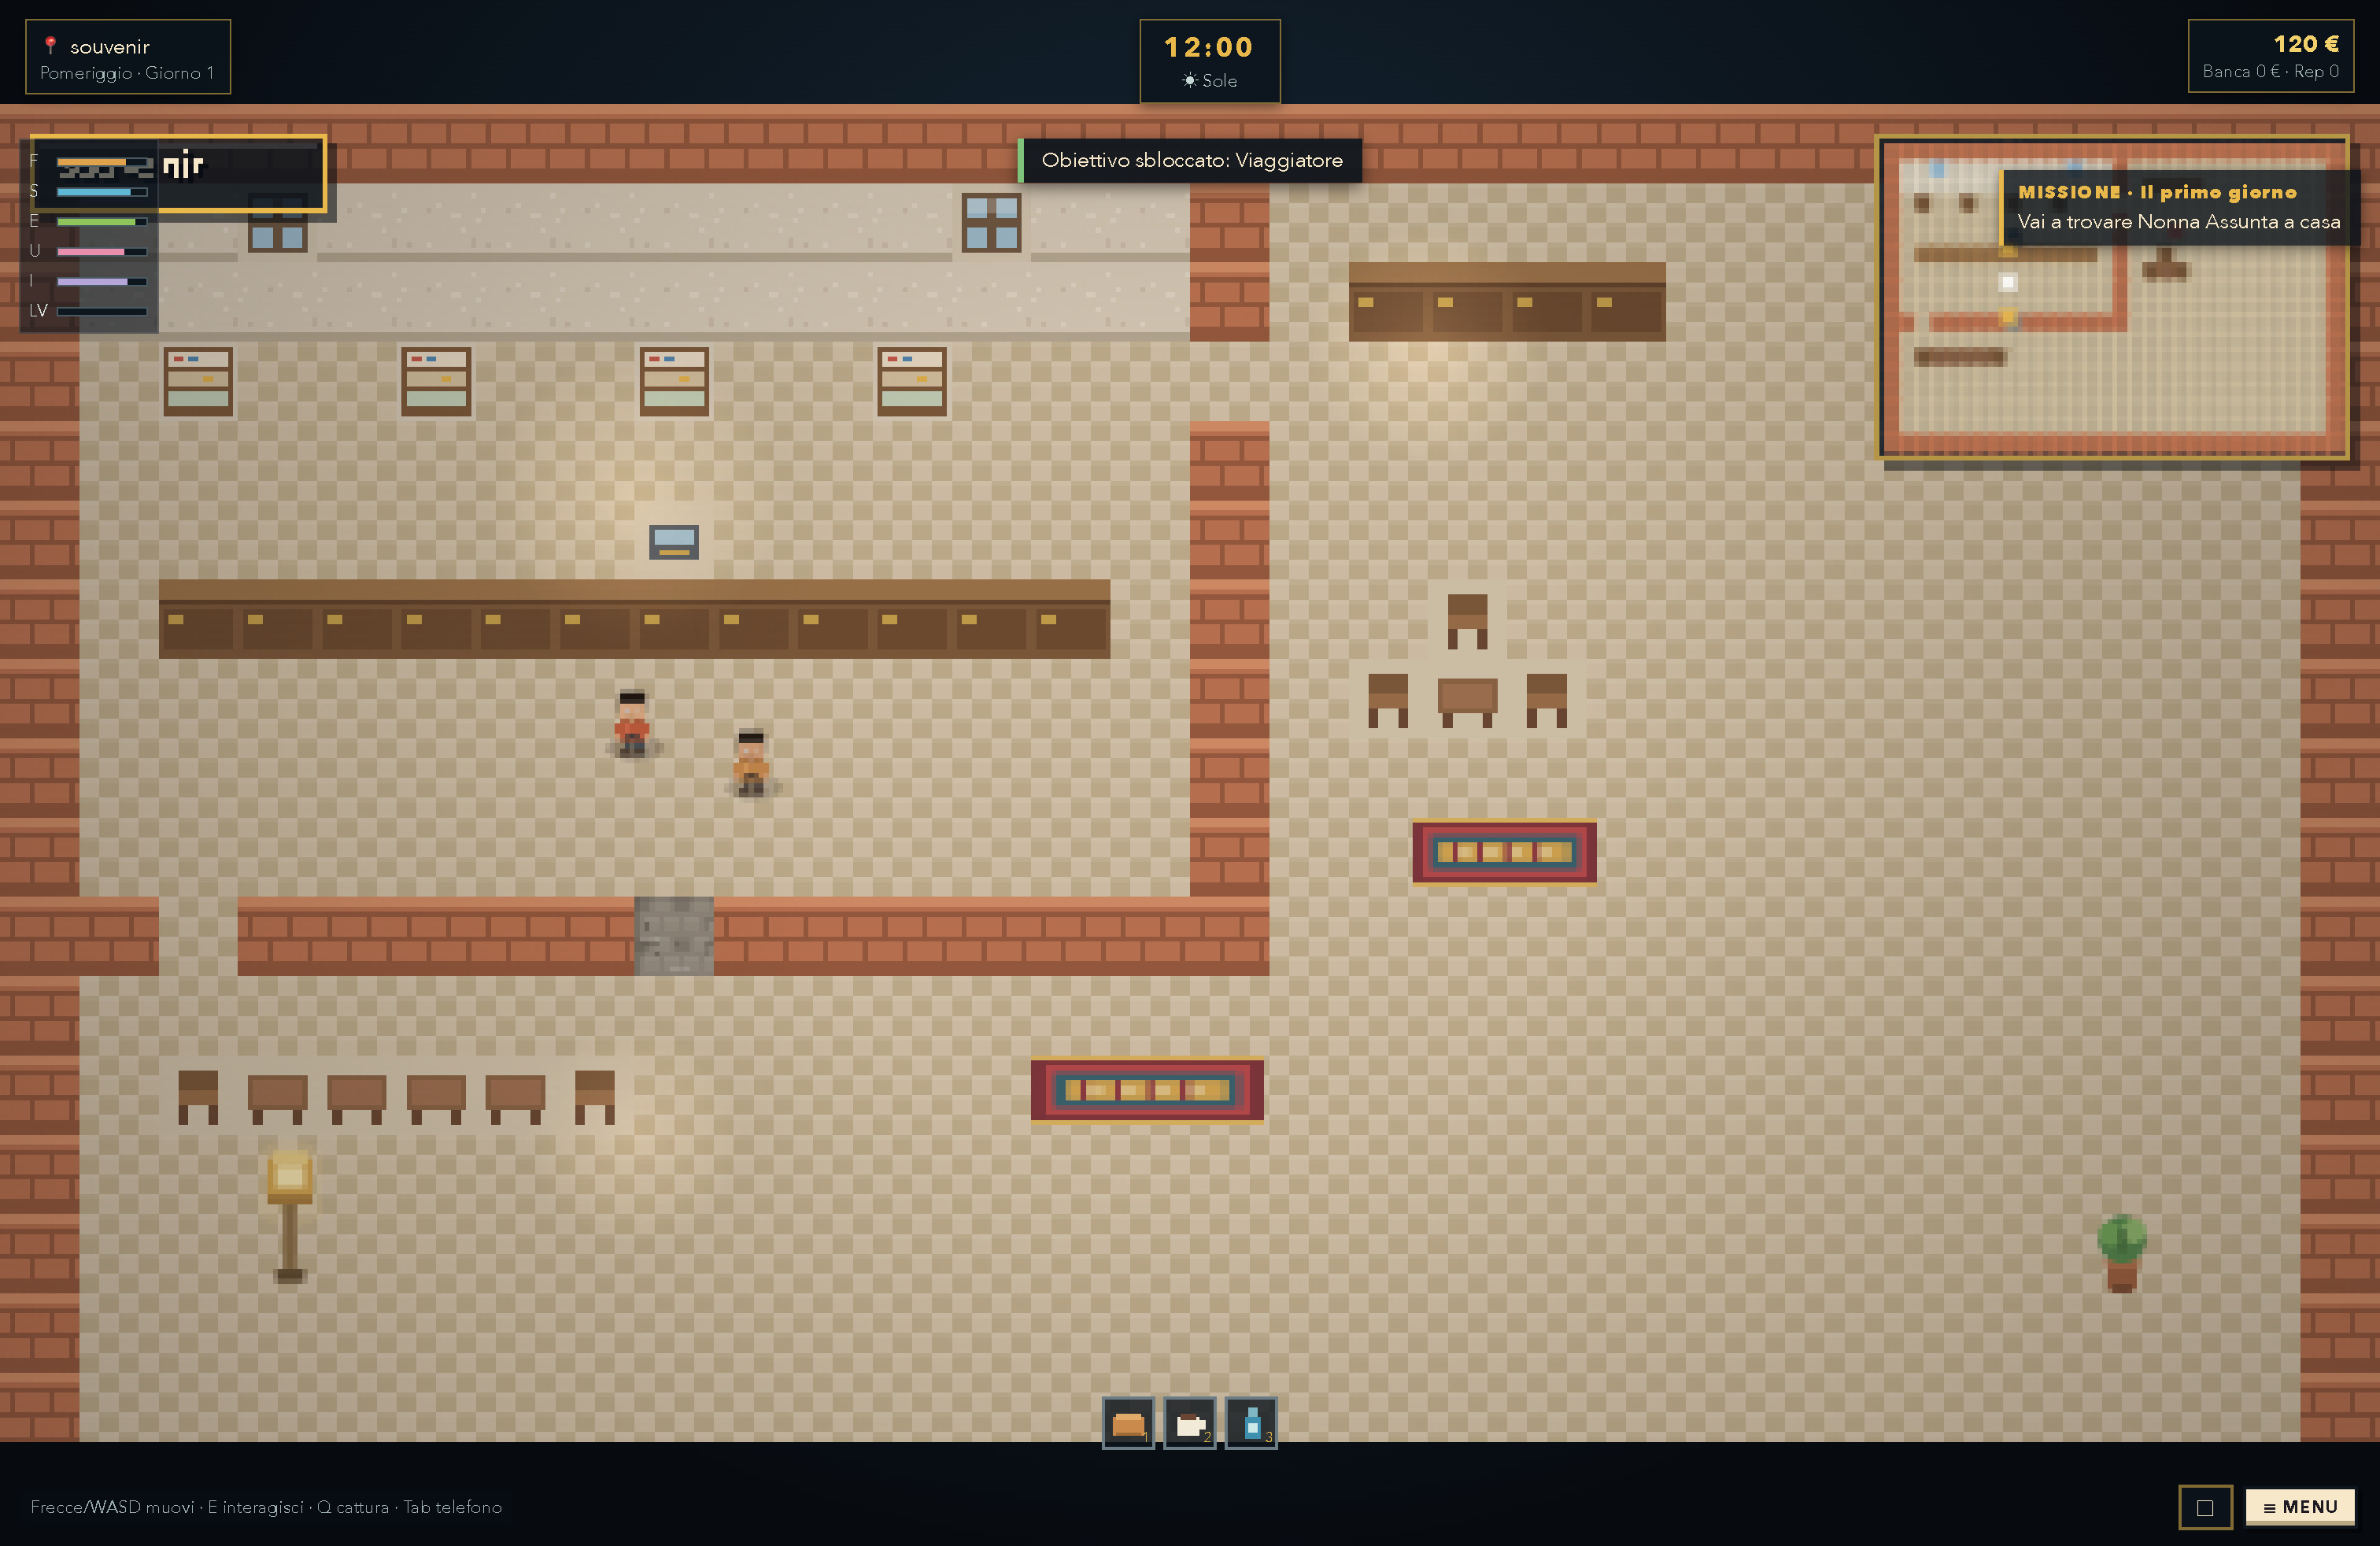 souvenir
Pomeriggio · Giorno 1
12:00
Sole
120 €
Banca 0 € · Rep 0
F
S
E
U
I
LV
Obiettivo sbloccato: Viaggiatore
MISSIONE · Il primo giorno
Vai a trovare Nonna Assunta a casa
1
2
3
Frecce/WASD muovi · E interagisci · Q cattura · Tab telefono
≡ MENU